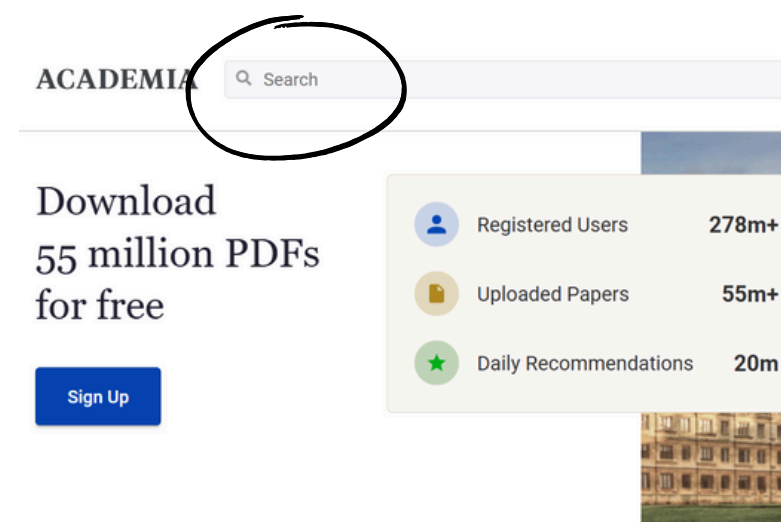 ACADEMIA
Search
Download
55 million PDFs
for free
Sign Up
Registered Users 278m+
Uploaded Papers 55m+
Daily Recommendations 20m